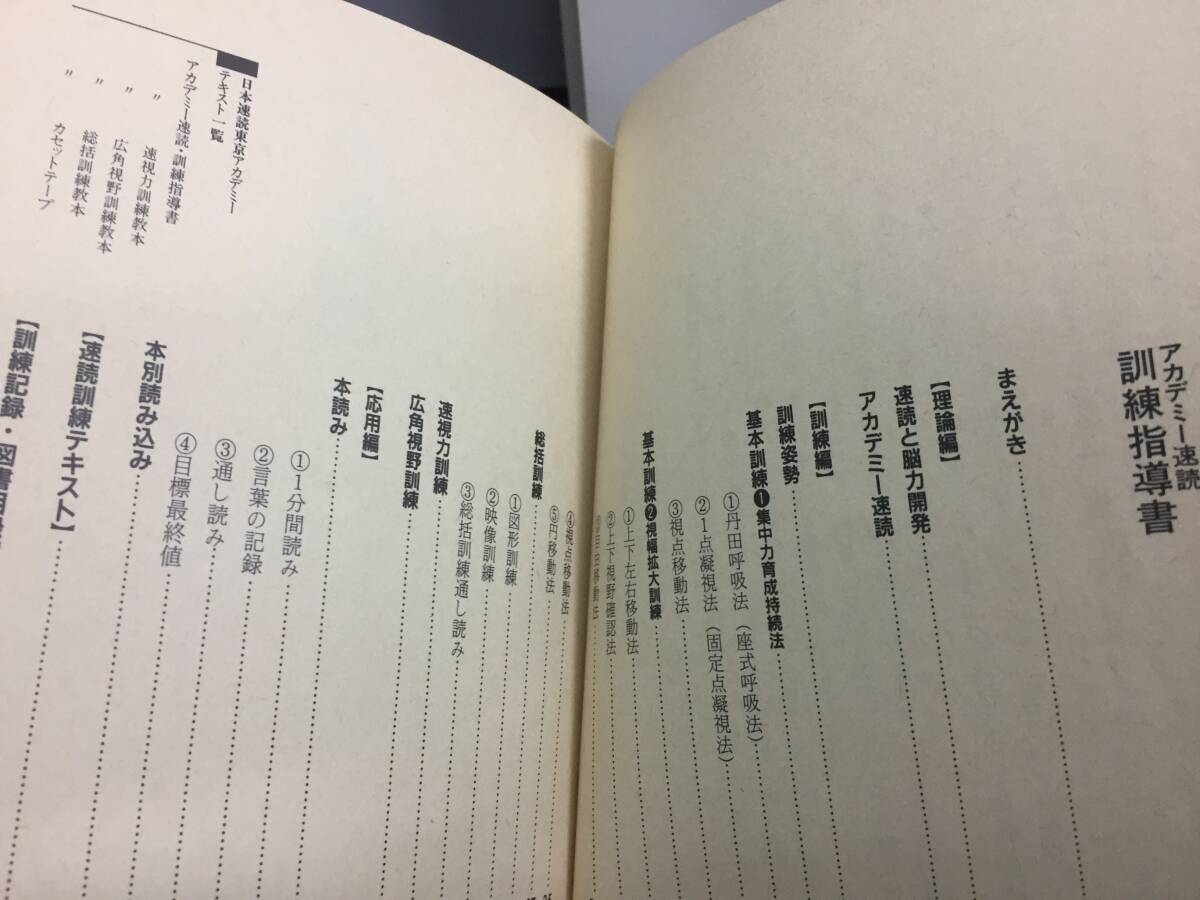 アカデミー速読
訓練指導書
まえがき
【理論編】
速読と脳力開発
アカデミー速読
【訓練編】
訓練姿勢
基本訓練❶集中力育成持続法
①丹田呼吸法（座式呼吸法）
②1点凝視法（固定点凝視法）
③視点移動法
基本訓練❷視幅拡大訓練
①上下左右移動法
②上下視野確認法
④視点移動法
⑤円移動法
総括訓練
①図形訓練
②映像訓練
③総括訓練通し読み
速視力訓練
広角視野訓練
【応用編】
本読み
①1分間読み
②言葉の記録
③通し読み
④目標最終値
本別読み込み
【速読訓練テキスト】
【訓練記録・図書用
日本速読東京アカデミー
テキスト一覧
アカデミー速読・訓練指導書
〃 速視力訓練教本
〃 広角視野訓練教本
〃 総括訓練教本
〃 カセットテープ